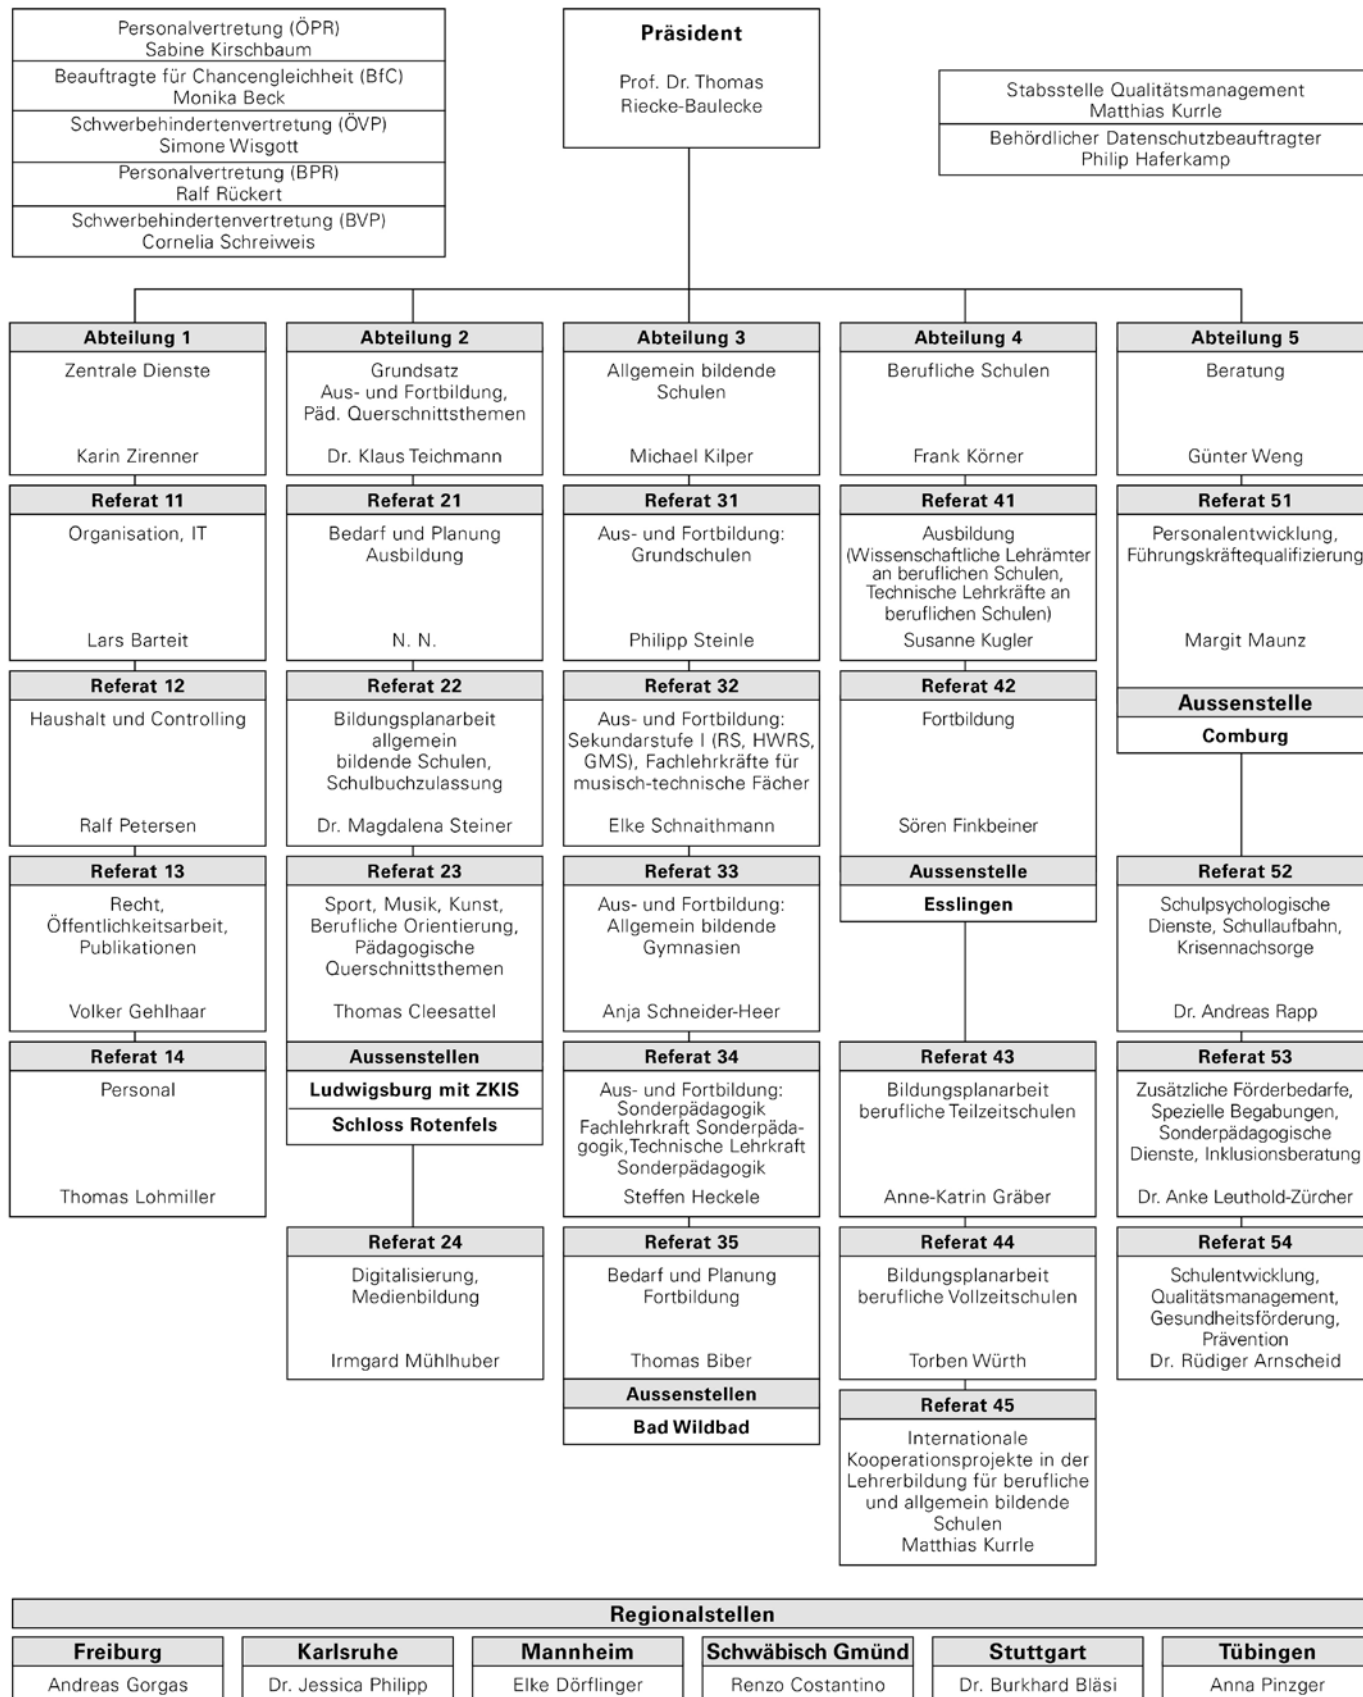 Personalvertretung (ÖPR)
Sabine Kirschbaum
Beauftragte für Chancengleichheit (BfC)
Monika Beck
Schwerbehindertenvertretung (ÖVP)
Simone Wisgott
Personalvertretung (BPR)
Ralf Rückert
Schwerbehindertenvertretung (BVP)
Cornelia Schreiweis
Präsident
Prof. Dr. Thomas
Riecke-Baulecke
Stabsstelle Qualitätsmanagement
Matthias Kurrle
Behördlicher Datenschutzbeauftragter
Philip Haferkamp
Abteilung 1
Zentrale Dienste
Karin Zirenner
Referat 11
Organisation, IT
Lars Barteit
Referat 12
Haushalt und Controlling
Ralf Petersen
Referat 13
Recht,
Öffentlichkeitsarbeit,
Publikationen
Volker Gehlhaar
Referat 14
Personal
Thomas Lohmiller
Abteilung 2
Grundsatz
Aus- und Fortbildung,
Päd. Querschnittsthemen
Dr. Klaus Teichmann
Referat 21
Bedarf und Planung
Ausbildung
N. N.
Referat 22
Bildungsplanarbeit
allgemein
bildende Schulen,
Schulbuchzulassung
Dr. Magdalena Steiner
Referat 23
Sport, Musik, Kunst,
Berufliche Orientierung,
Pädagogische
Querschnittsthemen
Thomas Cleesattel
Aussenstellen
Ludwigsburg mit ZKIS
Schloss Rotenfels
Referat 24
Digitalisierung,
Medienbildung
Irmgard Mühlhuber
Abteilung 3
Allgemein bildende
Schulen
Michael Kilper
Referat 31
Aus- und Fortbildung:
Grundschulen
Philipp Steinle
Referat 32
Aus- und Fortbildung:
Sekundarstufe I (RS, HWRS,
GMS), Fachlehrkräfte für
musisch-technische Fächer
Elke Schnaithmann
Referat 33
Aus- und Fortbildung:
Allgemein bildende
Gymnasien
Anja Schneider-Heer
Referat 34
Aus- und Fortbildung:
Sonderpädagogik
Fachlehrkraft Sonderpäda-
gogik,Technische Lehrkraft
Sonderpädagogik
Steffen Heckele
Referat 35
Bedarf und Planung
Fortbildung
Thomas Biber
Aussenstellen
Bad Wildbad
Abteilung 4
Berufliche Schulen
Frank Körner
Referat 41
Ausbildung
(Wissenschaftliche Lehrämter
an beruflichen Schulen,
Technische Lehrkräfte an
beruflichen Schulen)
Susanne Kugler
Referat 42
Fortbildung
Sören Finkbeiner
Aussenstelle
Esslingen
Referat 43
Bildungsplanarbeit
berufliche Teilzeitschulen
Anne-Katrin Gräber
Referat 44
Bildungsplanarbeit
berufliche Vollzeitschulen
Torben Würth
Referat 45
Internationale
Kooperationsprojekte in der
Lehrerbildung für berufliche
und allgemein bildende
Schulen
Matthias Kurrle
Abteilung 5
Beratung
Günter Weng
Referat 51
Personalentwicklung,
Führungskräftequalifizierung
Margit Maunz
Aussenstelle
Comburg
Referat 52
Schulpsychologische
Dienste, Schullaufbahn,
Krisennachsorge
Dr. Andreas Rapp
Referat 53
Zusätzliche Förderbedarfe,
Spezielle Begabungen,
Sonderpädagogische
Dienste, Inklusionsberatung
Dr. Anke Leuthold-Zürcher
Referat 54
Schulentwicklung,
Qualitätsmanagement,
Gesundheitsförderung,
Prävention
Dr. Rüdiger Arnscheid
Regionalstellen
Freiburg
Andreas Gorgas
Karlsruhe
Dr. Jessica Philipp
Mannheim
Elke Dörflinger
Schwäbisch Gmünd
Renzo Costantino
Stuttgart
Dr. Burkhard Bläsi
Tübingen
Anna Pinzger